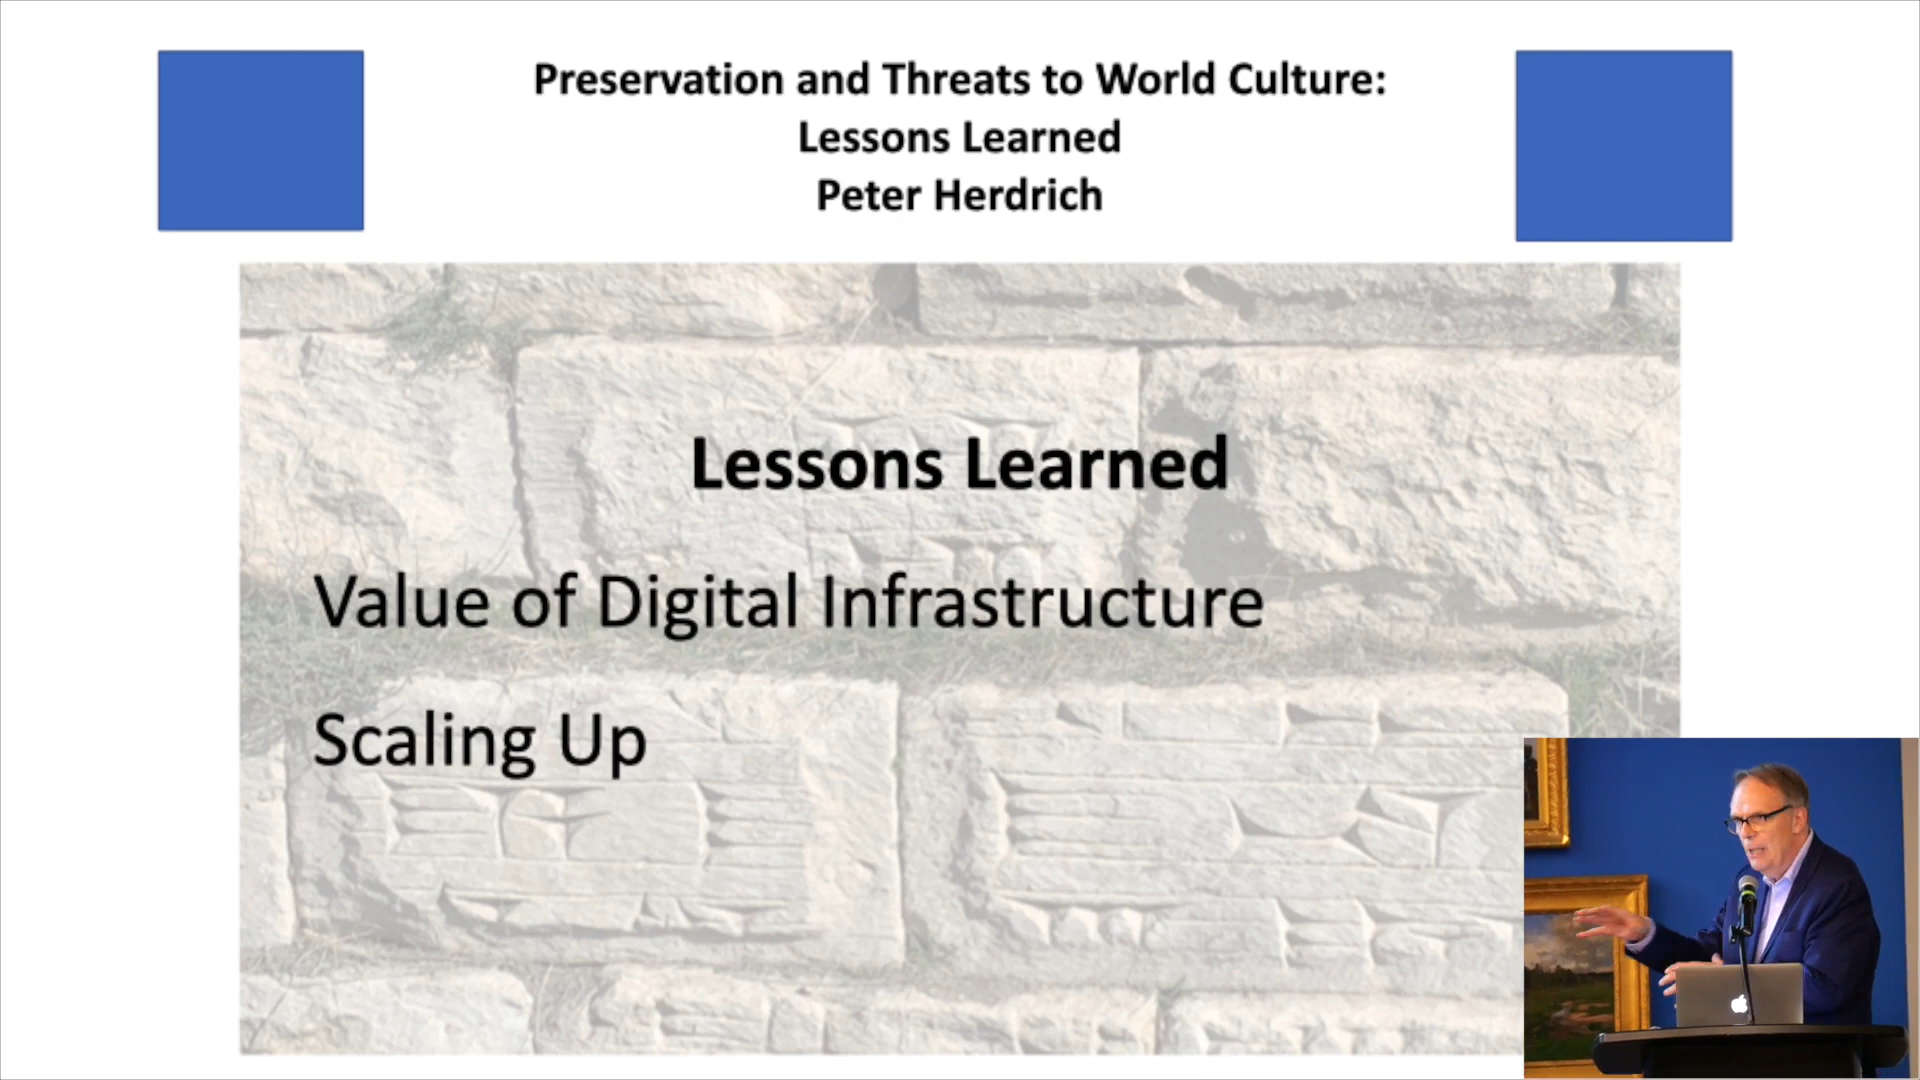 Preservation and Threats to World Culture:
Lessons Learned
Peter Herdrich
Lessons Learned
Value of Digital Infrastructure
Scaling Up